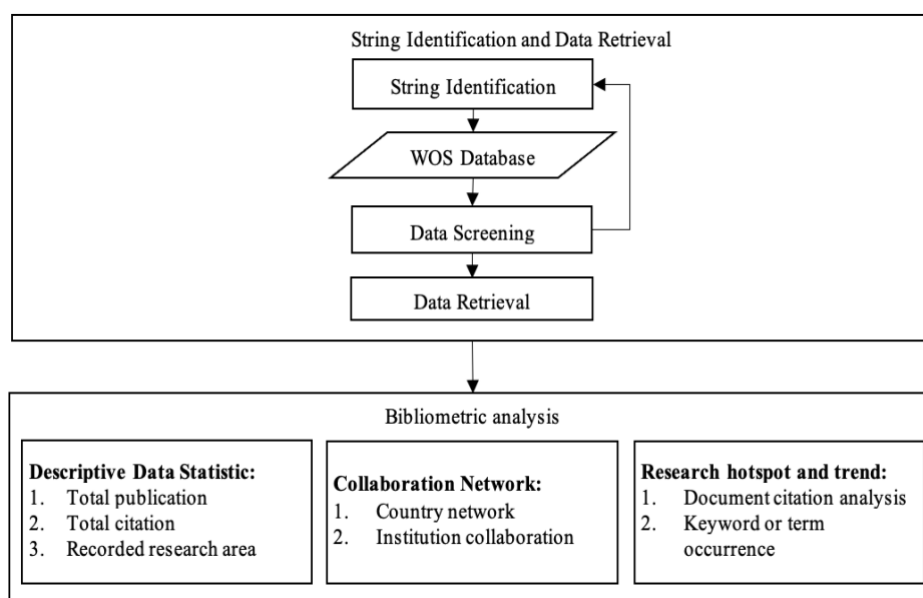 String Identification and Data Retrieval
String Identification
WOS Database
Data Screening
Data Retrieval
Bibliometric analysis
Descriptive Data Statistic:
1. Total publication
2. Total citation
3. Recorded research area
Collaboration Network:
1. Country network
2. Institution collaboration
Research hotspot and trend:
1. Document citation analysis
2. Keyword or term
occurrence